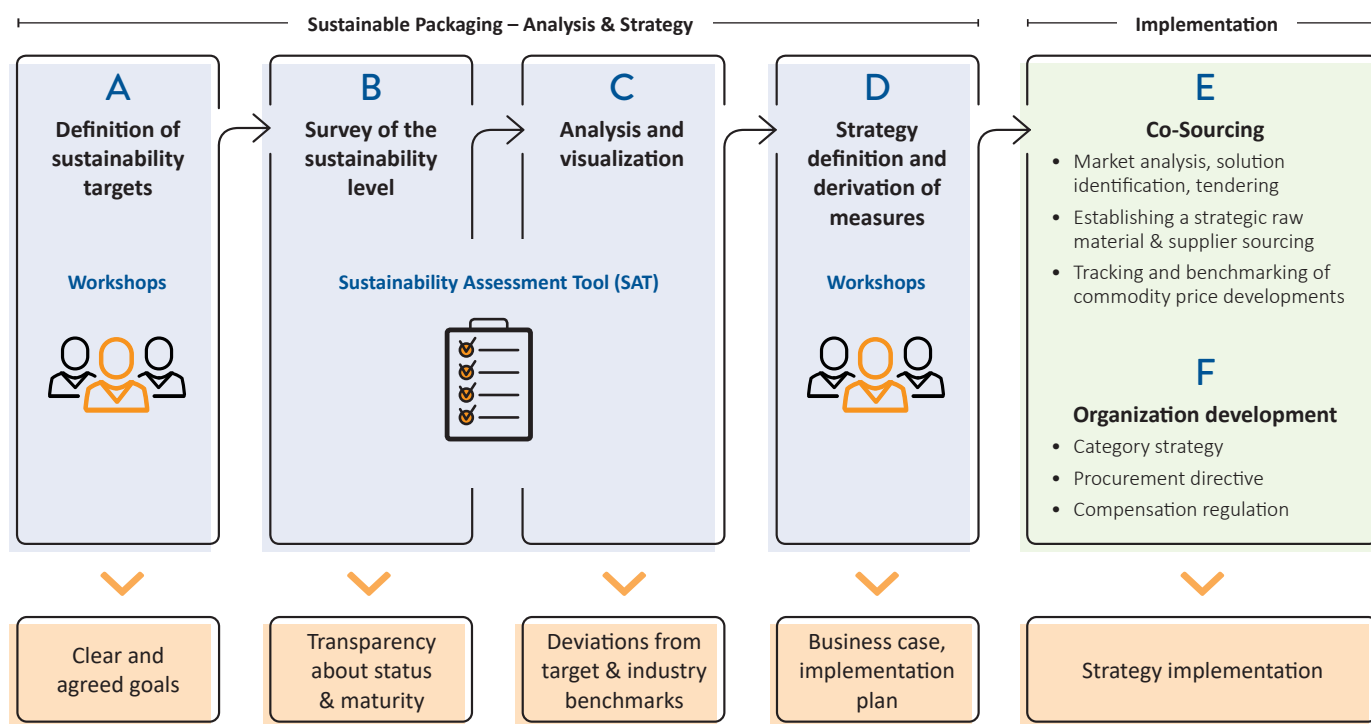 Sustainable Packaging – Analysis & Strategy
Implementation
A
Definition of
sustainability
targets
Workshops
B
Survey of the
sustainability
level
C
Analysis and
visualization
Sustainability Assessment Tool (SAT)
D
Strategy
definition and
derivation of
measures
Workshops
E
Co-Sourcing
• Market analysis, solution
identification, tendering
• Establishing a strategic raw
material & supplier sourcing
• Tracking and benchmarking of
commodity price developments
F
Organization development
• Category strategy
• Procurement directive
• Compensation regulation
Clear and
agreed goals
Transparency
about status
& maturity
Deviations from
target & industry
benchmarks
Business case,
implementation
plan
Strategy implementation